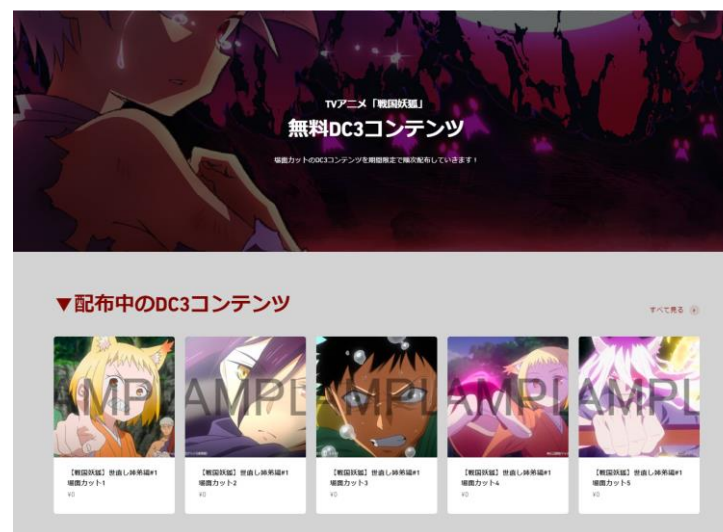 TVアニメ「戦国妖狐」
無料DC3コンテンツ
場面カットのDC3コンテンツを期間限定で順次配布していきます！
▼配布中のDC3コンテンツ
すべて見る
AMPL
AMPL
AMPL
AMPL
AMPL
【戦国妖狐】世直し姉弟編#1
場面カット1
¥0
【戦国妖狐】世直し姉弟編#1
場面カット2
¥0
【戦国妖狐】世直し姉弟編#1
場面カット3
¥0
【戦国妖狐】世直し姉弟編#1
場面カット4
¥0
【戦国妖狐】世直し姉弟編#1
場面カット5
¥0